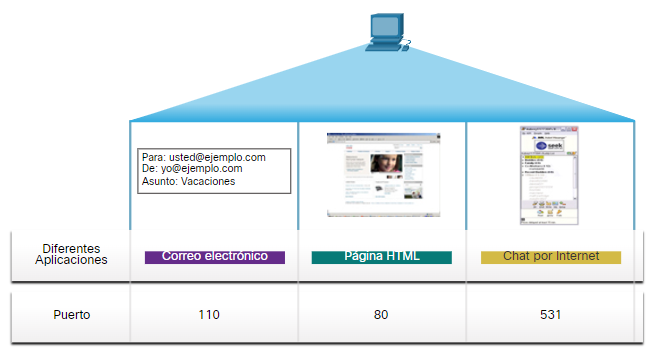 Para: usted@ejemplo.com
De: yo@ejemplo.com
Asunto: Vacaciones
seek
Diferentes
Aplicaciones
Correo electrónico
Página HTML
Chat por Internet
Puerto
110
80
531